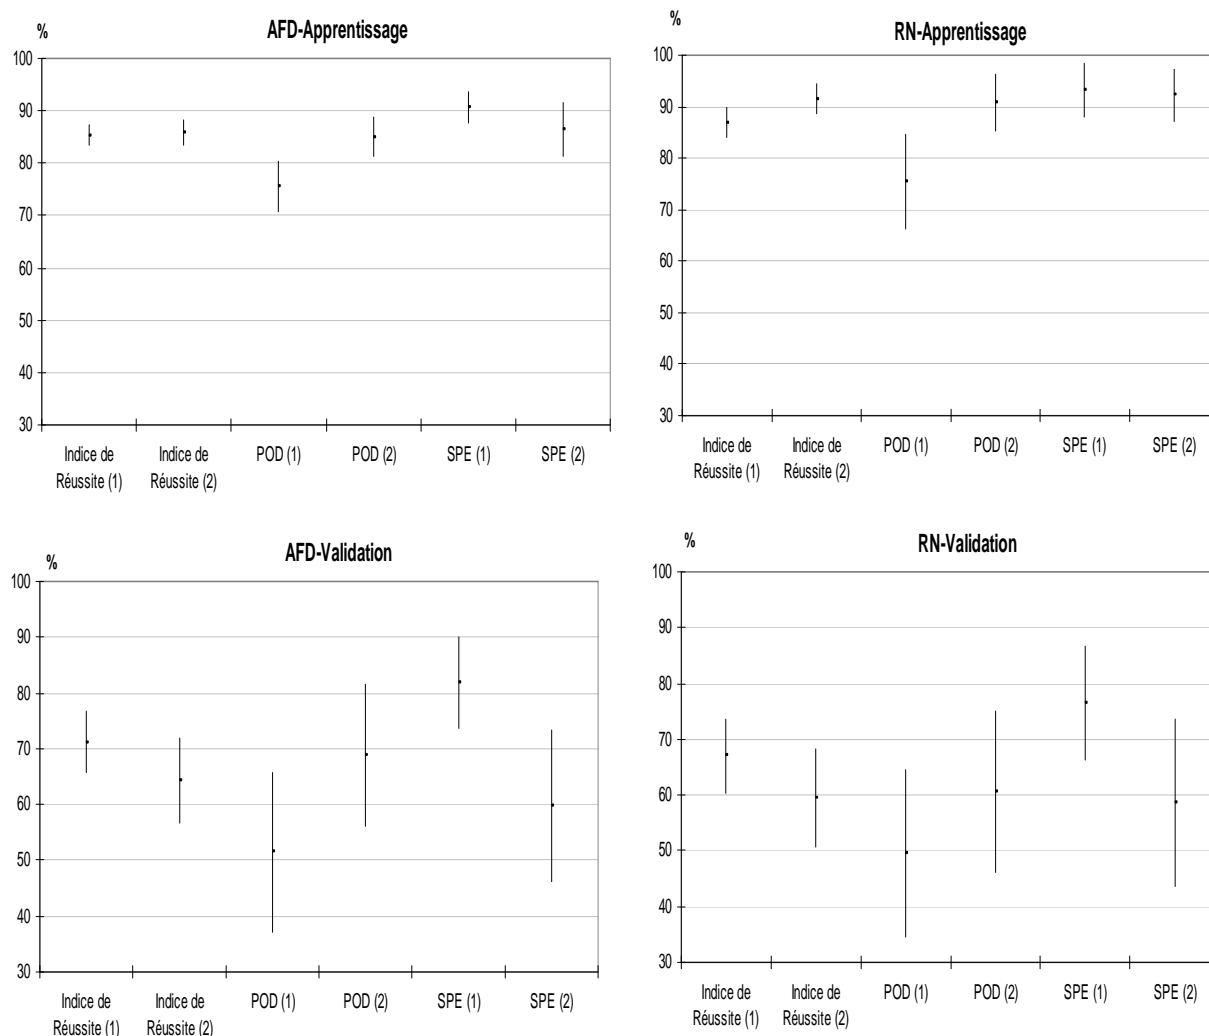 %
AFD-Apprentissage
100
90
80
70
60
50
40
30
Indice de
Réussite (1)
Indice de
Réussite (2)
POD (1)
POD (2)
SPE (1)
SPE (2)
%
RN-Apprentissage
100
90
80
70
60
50
40
30
Indice de
Réussite (1)
Indice de
Réussite (2)
POD (1)
POD (2)
SPE (1)
SPE (2)
%
AFD-Validation
100
90
80
70
60
50
40
30
Indice de
Réussite (1)
Indice de
Réussite (2)
POD (1)
POD (2)
SPE (1)
SPE (2)
%
RN-Validation
100
90
80
70
60
50
40
30
Indice de
Réussite (1)
Indice de
Réussite (2)
POD (1)
POD (2)
SPE (1)
SPE (2)